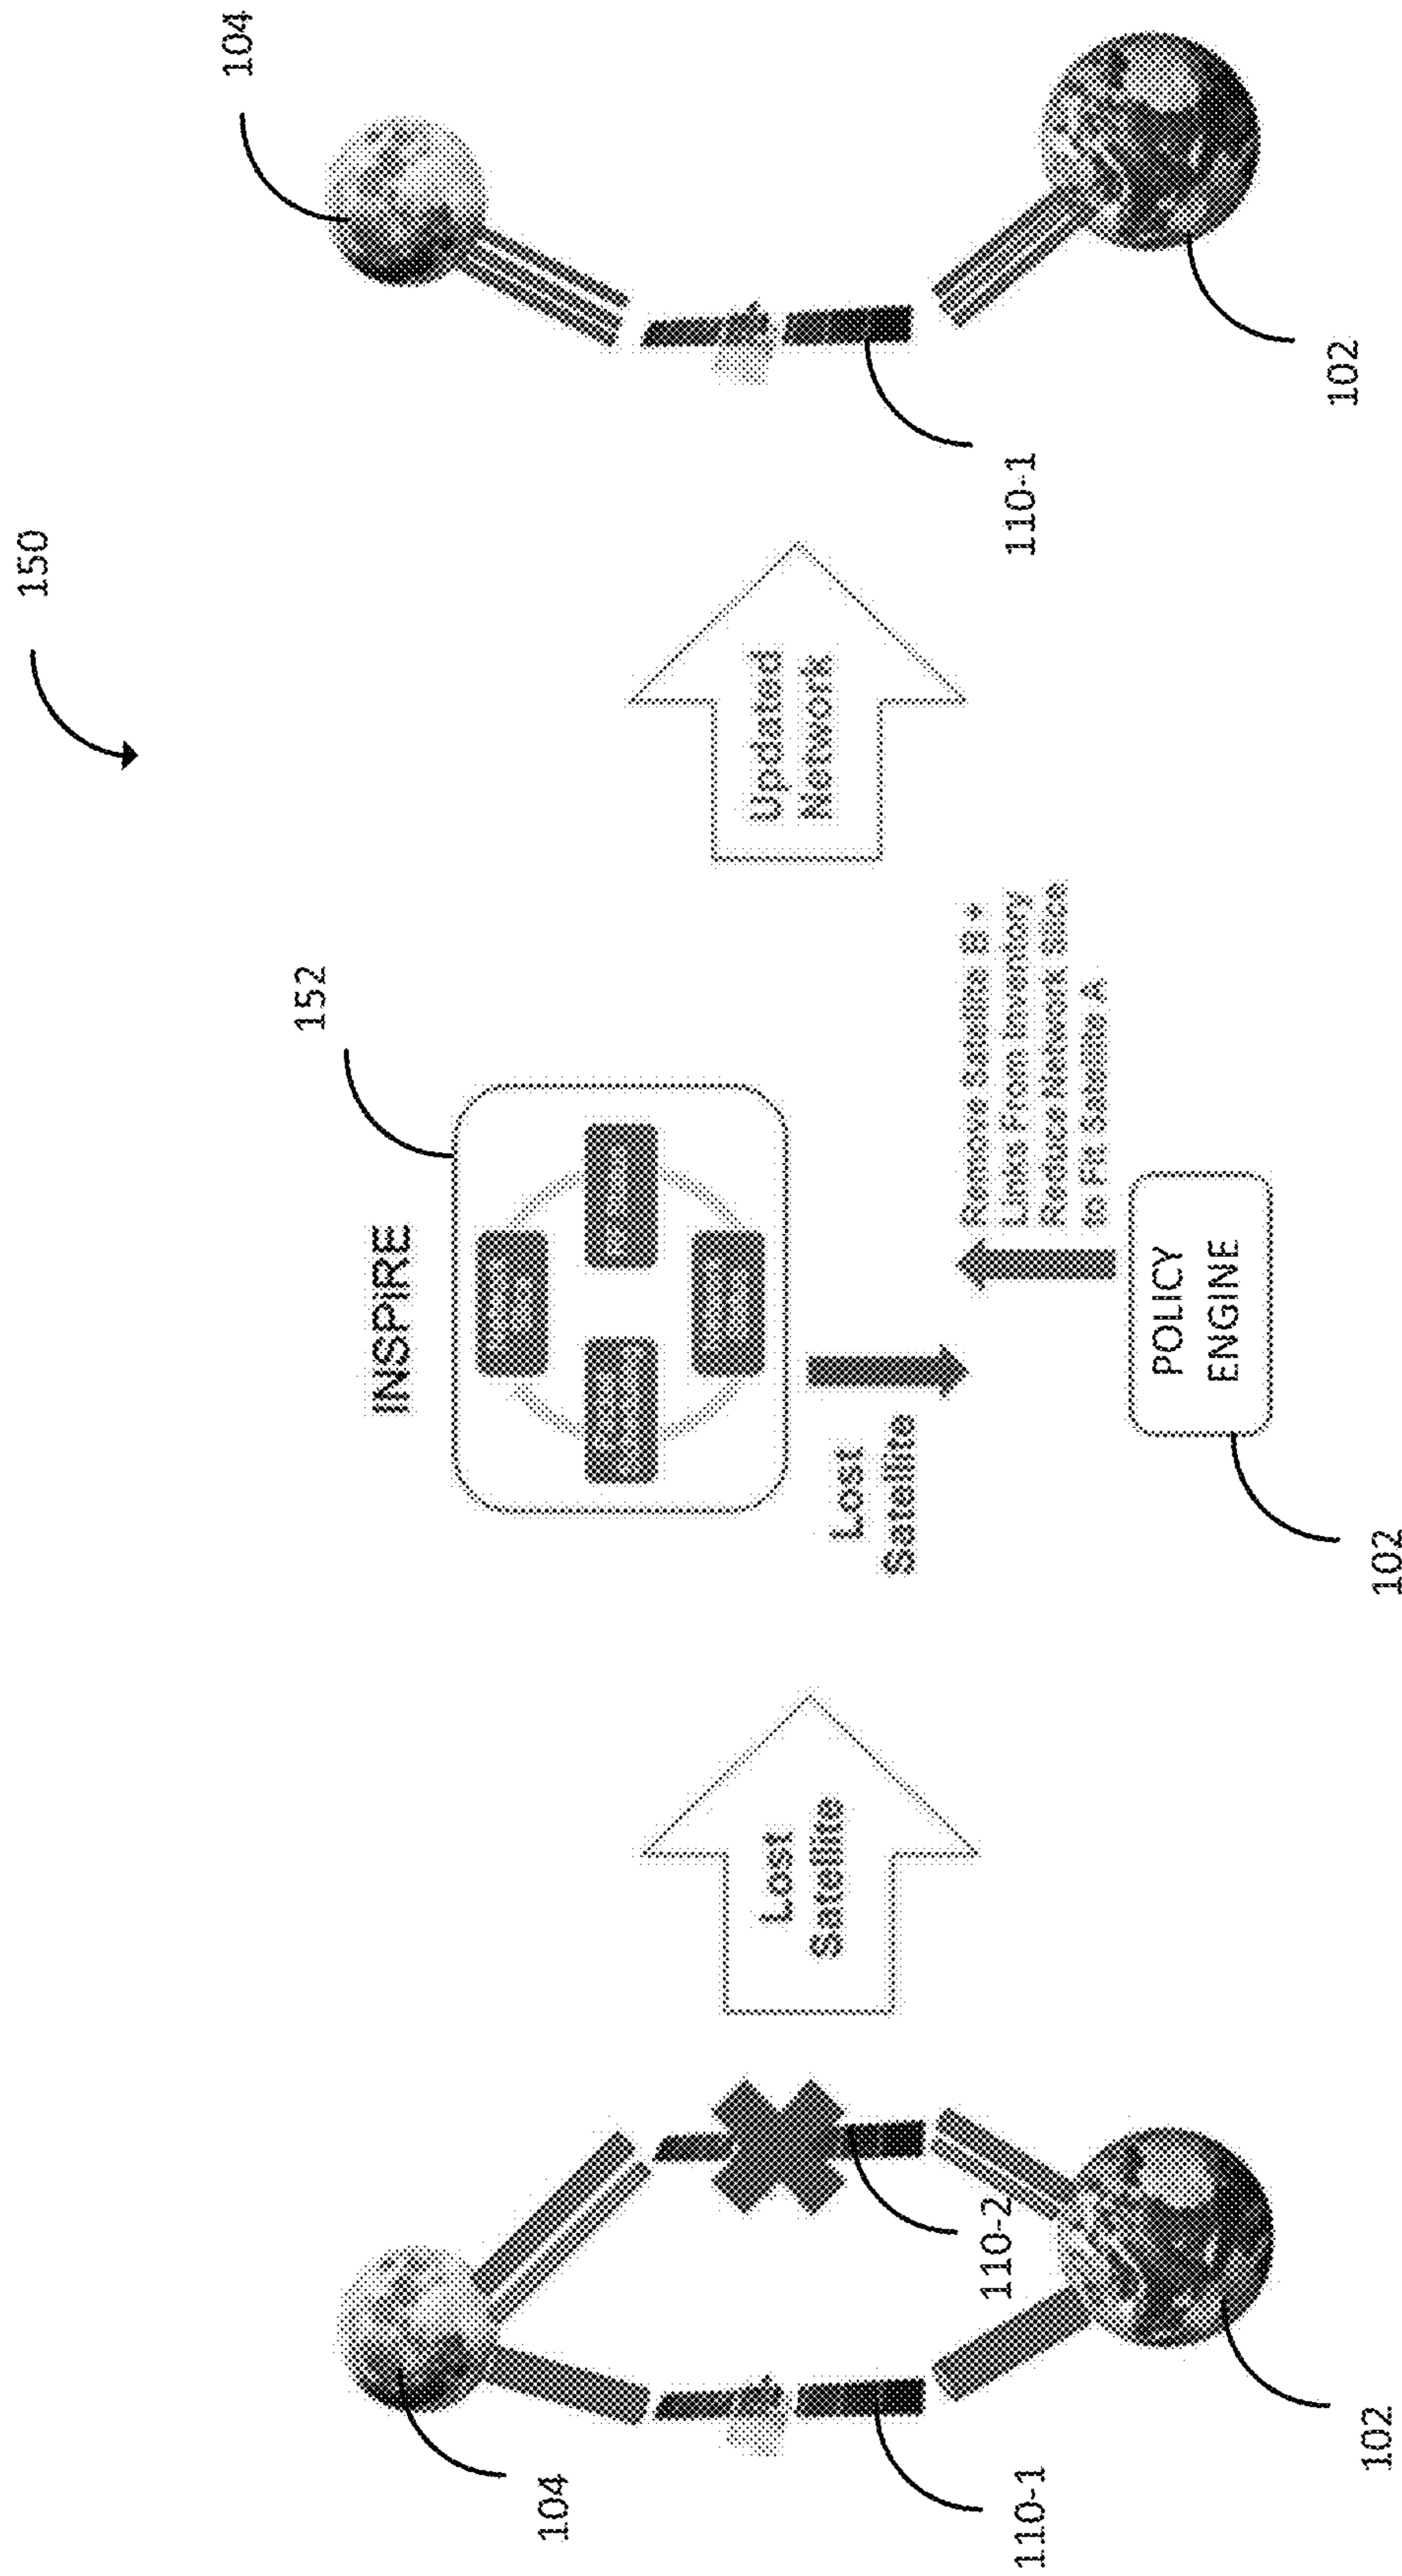 150
104
110-1
102
110-2
Lost
Satellite
INSPIRE
152
Lost
Satellite
POLICY
ENGINE
102
Remove Satellite B +
Links From Inventory
Reduce Network Slice
to Fit Satellite A
Updated
Network
104
110-1
102